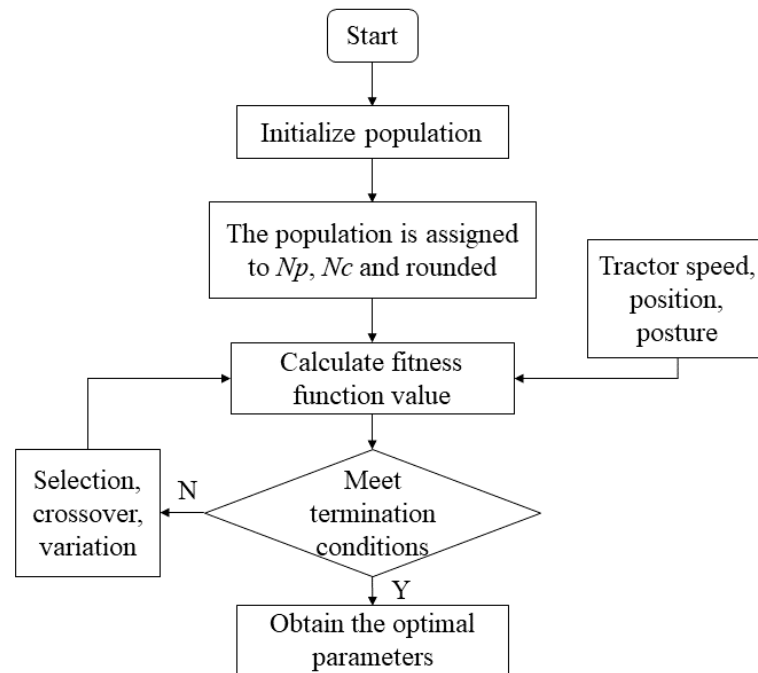 Start
Initialize population
The population is assigned
to Np, Nc and rounded
Tractor speed,
position,
posture
Calculate fitness
function value
Selection,
crossover,
variation
N
Meet
termination
conditions
Y
Obtain the optimal
parameters